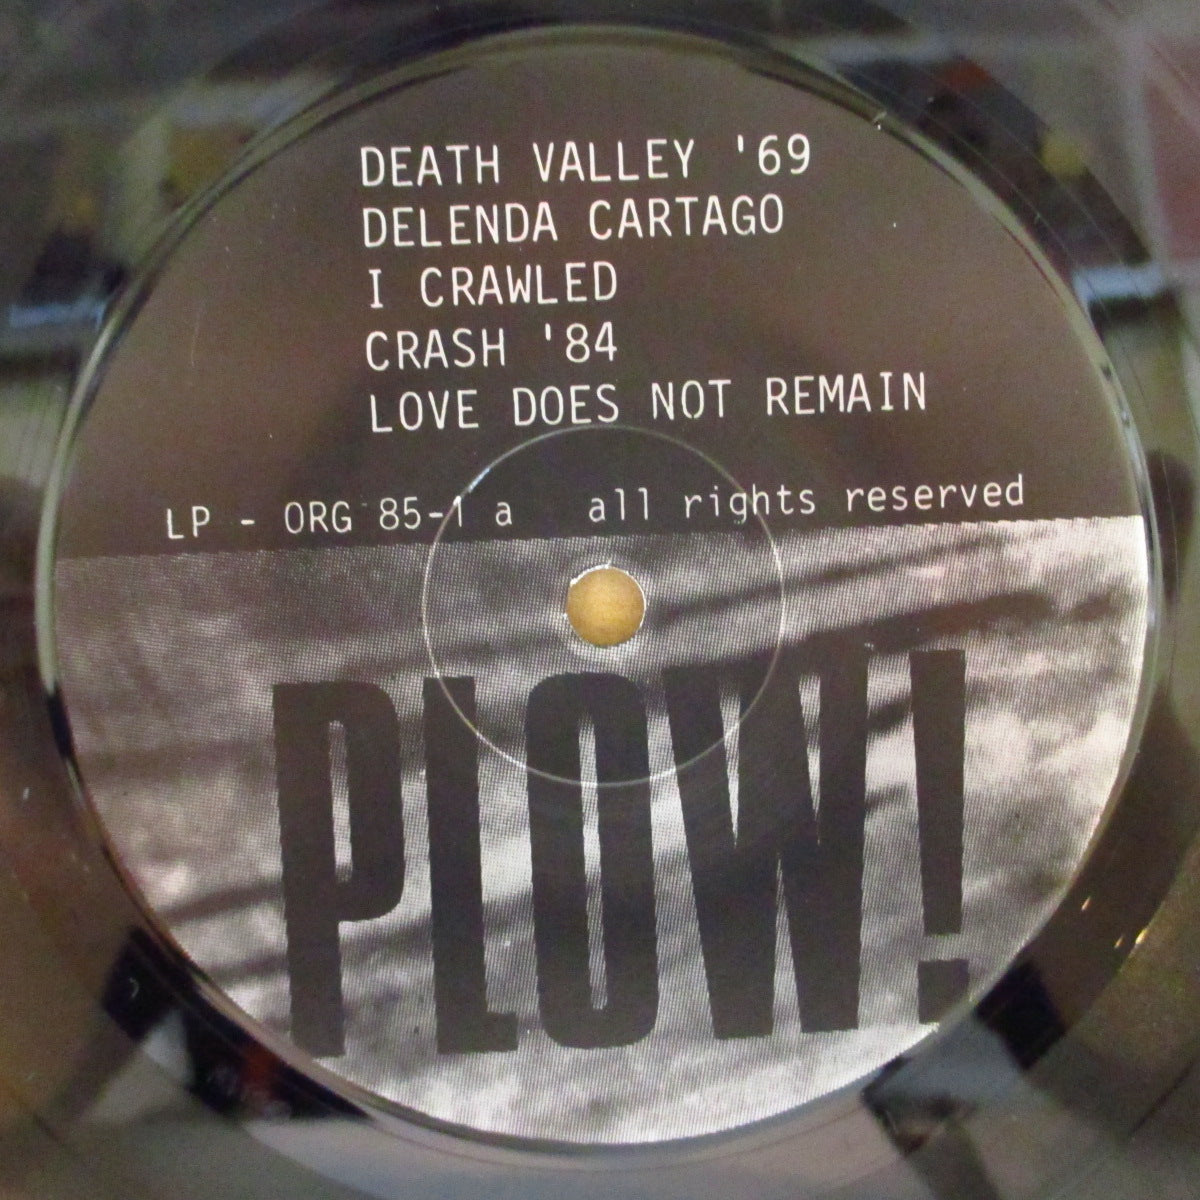 DEATH VALLEY '69
DELENDA CARTAGO
I CRAWLED
CRASH '84
LOVE DOES NOT REMAIN
LP - ORG 85-1 a all rights reserved
PLOW!